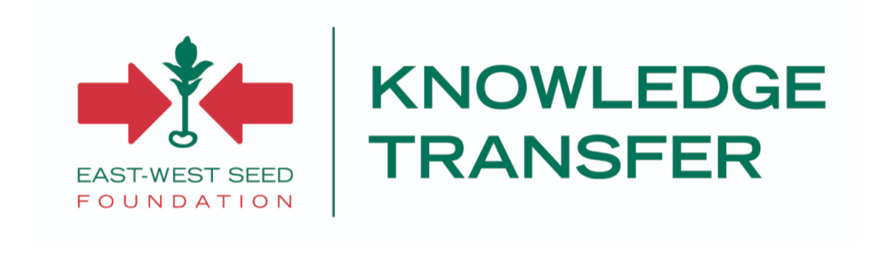 EAST-WEST SEED
FOUNDATION
KNOWLEDGE
TRANSFER